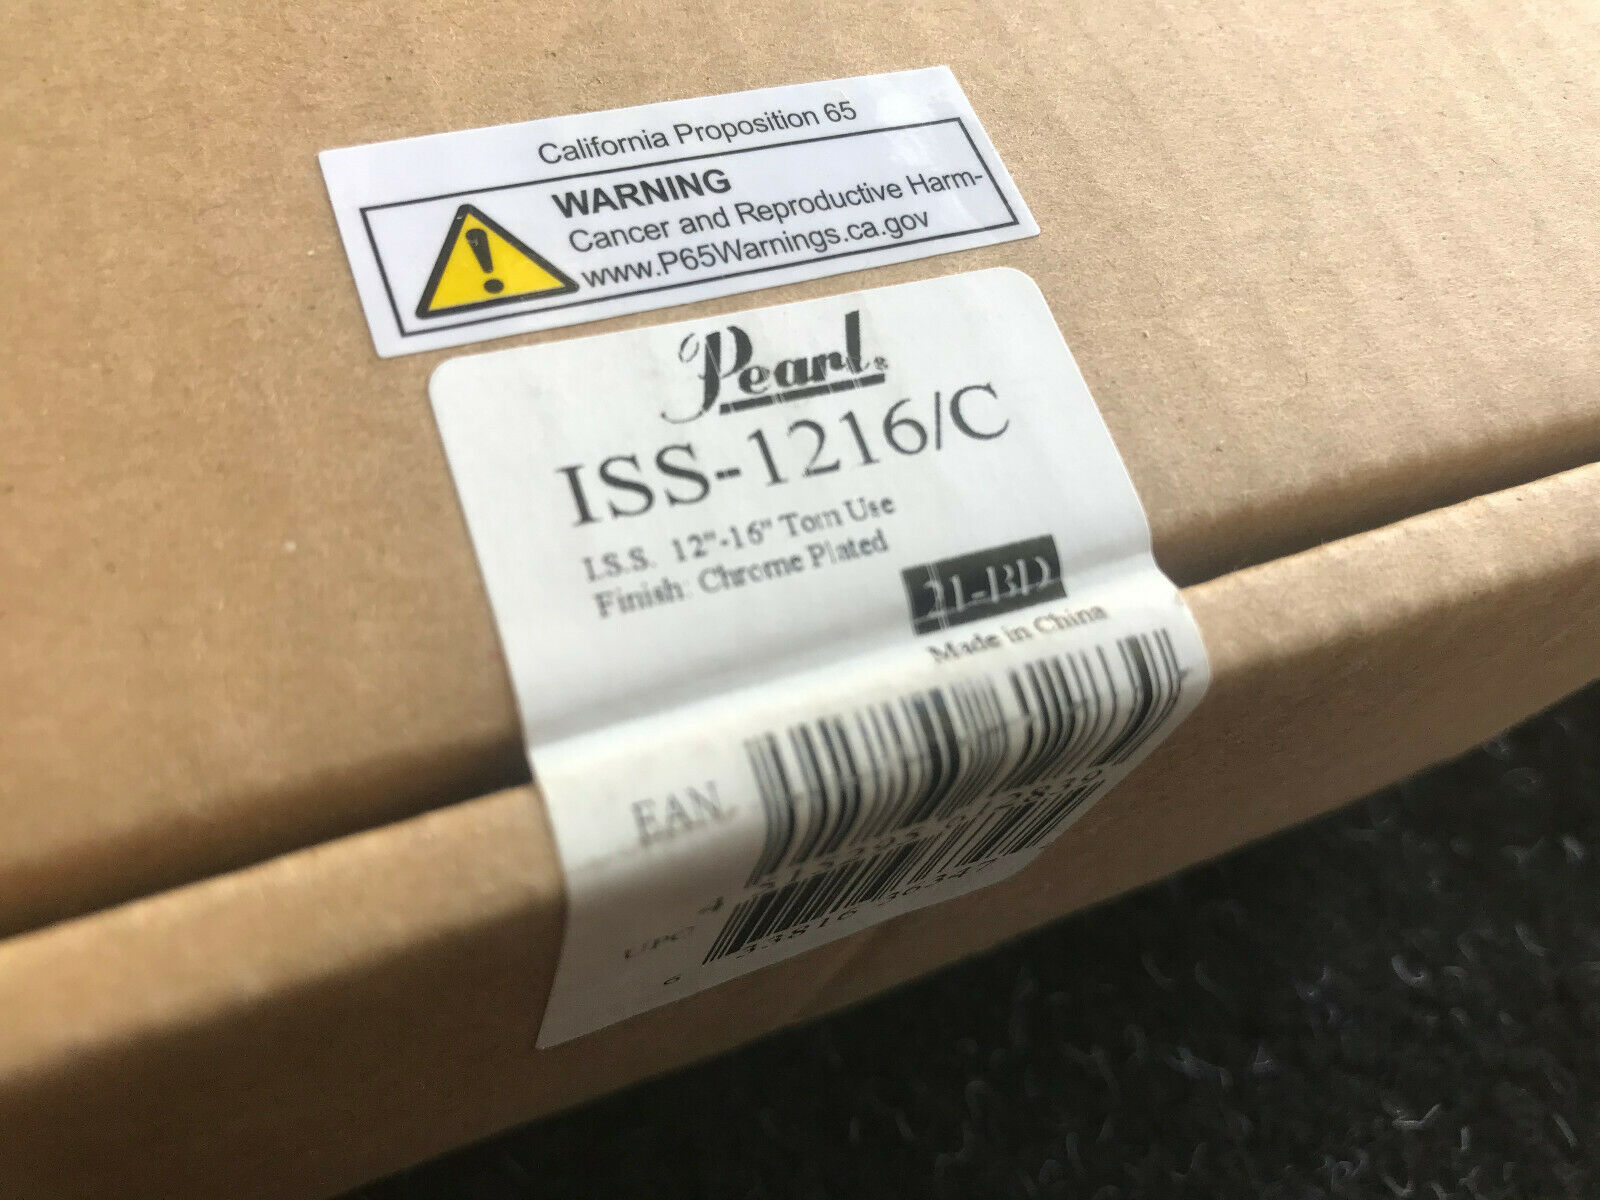 California Proposition 65
WARNING
Cancer and Reproductive Harm-
www.P65Warnings.ca.gov
Pearl®
ISS-1216/C
I.S.S. 12"-16" Tom Use
Finish: Chrome Plated
21-BD
Made in China
EAN
UPC